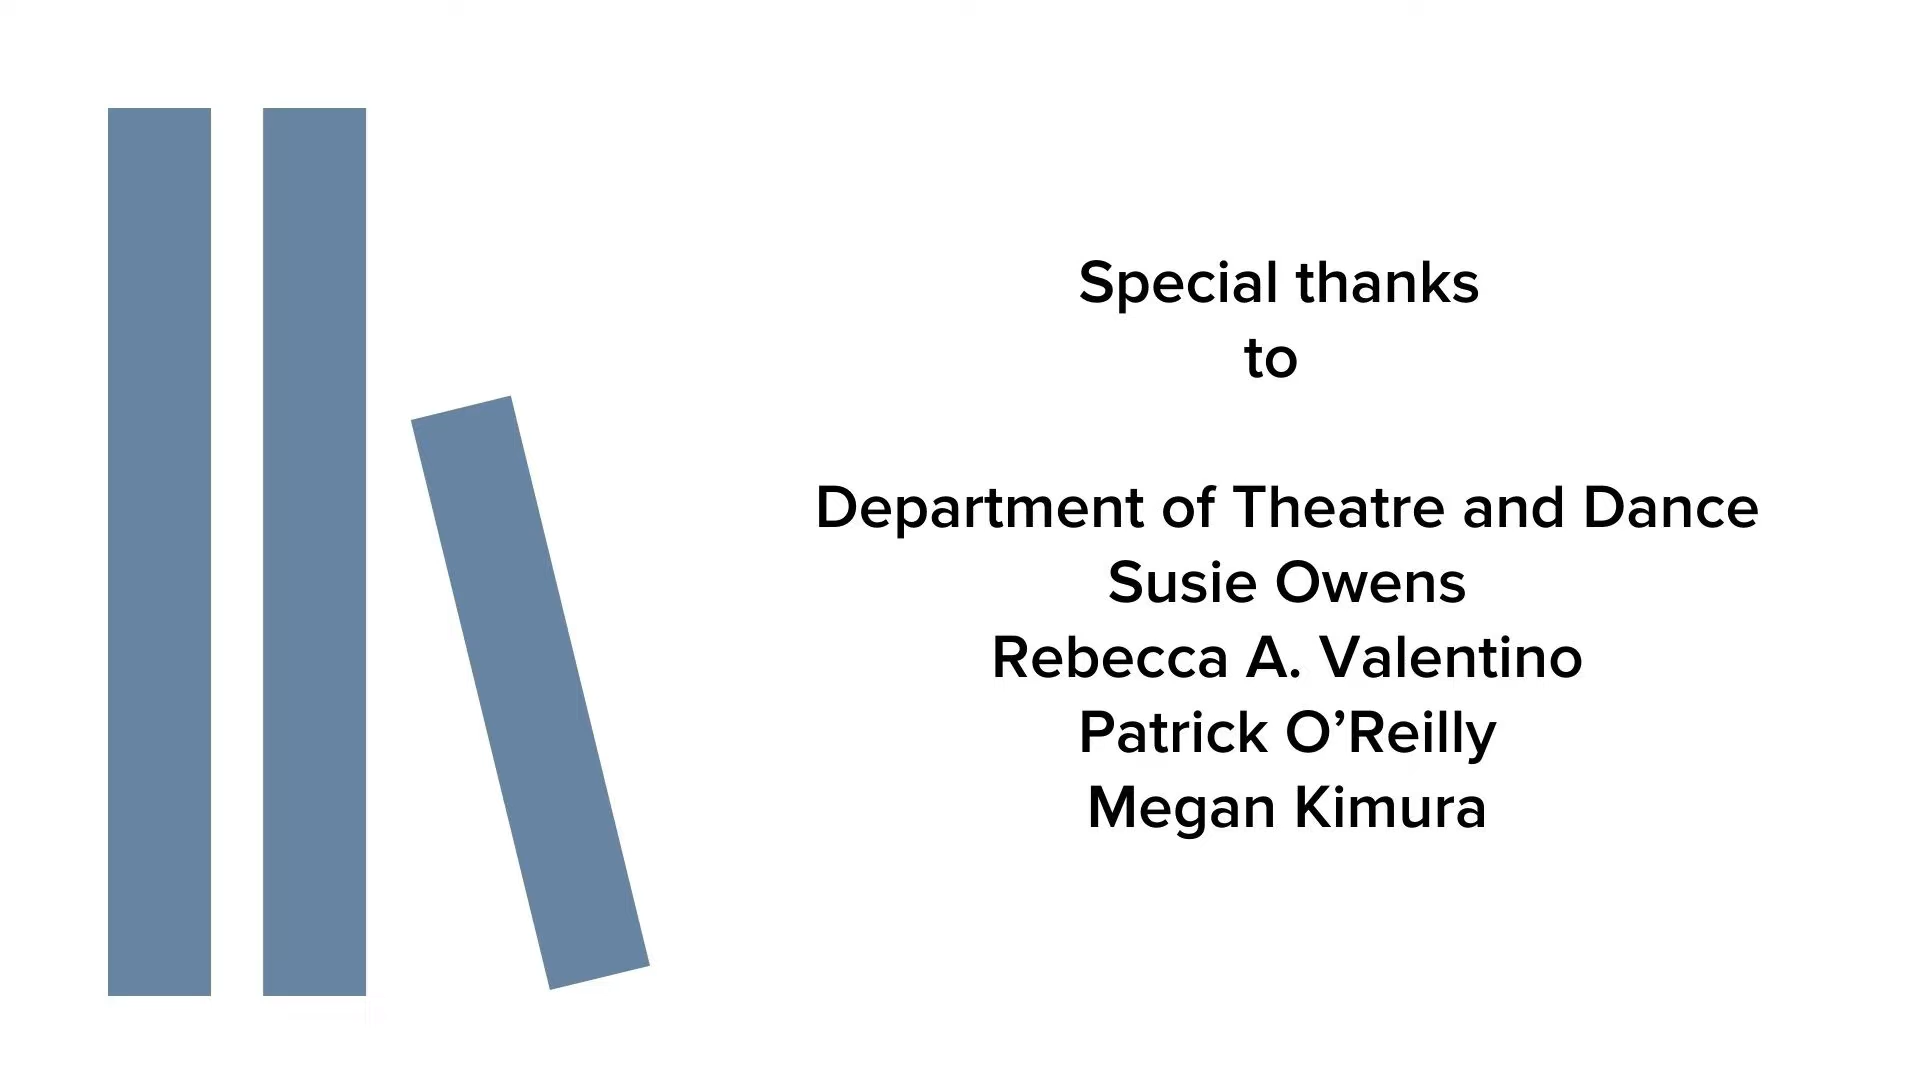 Special thanks
to
Department of Theatre and Dance
Susie Owens
Rebecca A. Valentino
Patrick O’Reilly
Megan Kimura